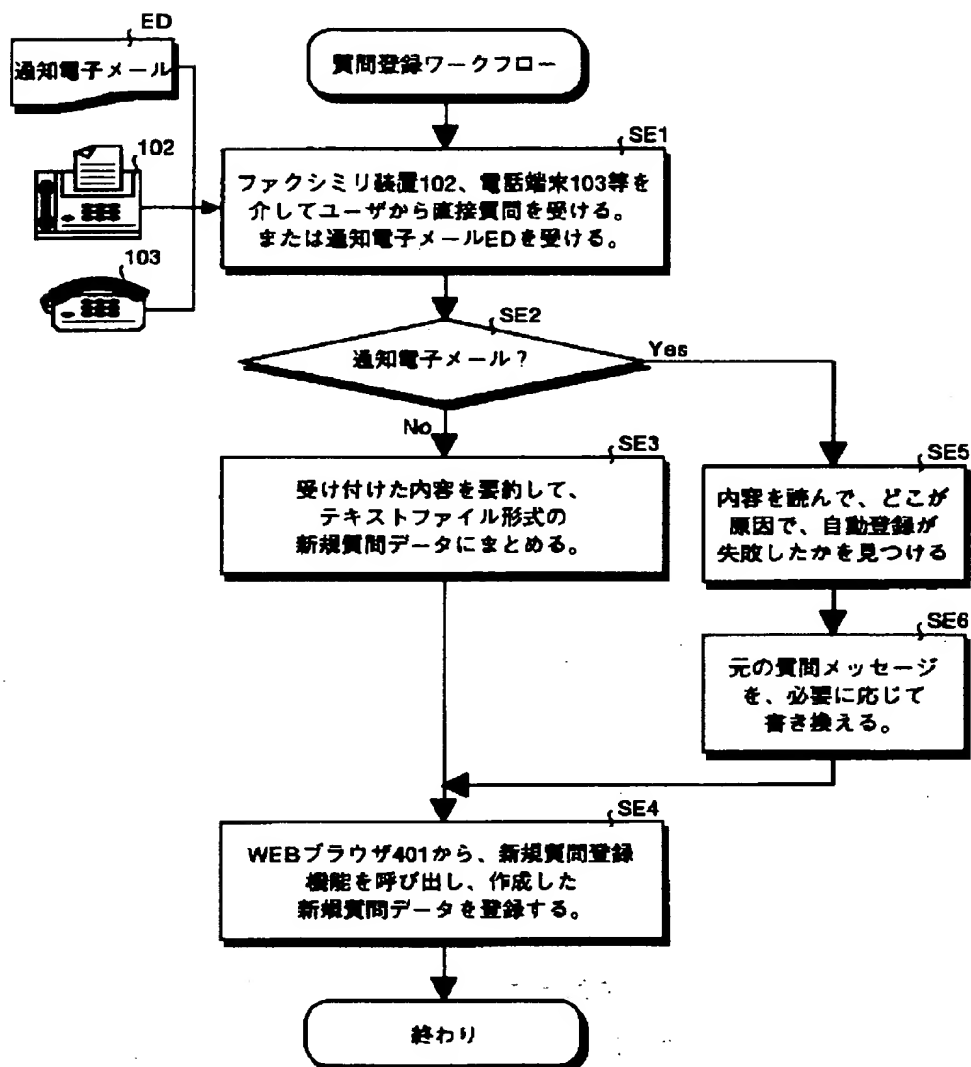 ED
通知電子メール
質問登録ワークフロー
102
SE1
ファクシミリ装置102、電話端末103等を
介してユーザから直接質問を受ける。
または通知電子メールEDを受ける。
103
SE2
通知電子メール？
Yes
No
SE3
受け付けた内容を要約して、
テキストファイル形式の
新規質問データにまとめる。
SE5
内容を読んで、どこが
原因で、自動登録が
失敗したかを見つける
SE6
元の質問メッセージ
を、必要に応じて
書き換える。
SE4
WEBブラウザ401から、新規質問登録
機能を呼び出し、作成した
新規質問データを登録する。
終わり